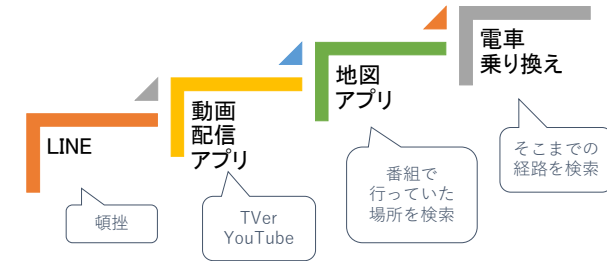 LINE
頓挫
動画
配信
アプリ
TVer
YouTube
地図
アプリ
番組で
行っていた
場所を検索
電車
乗り換え
そこまでの
経路を検索